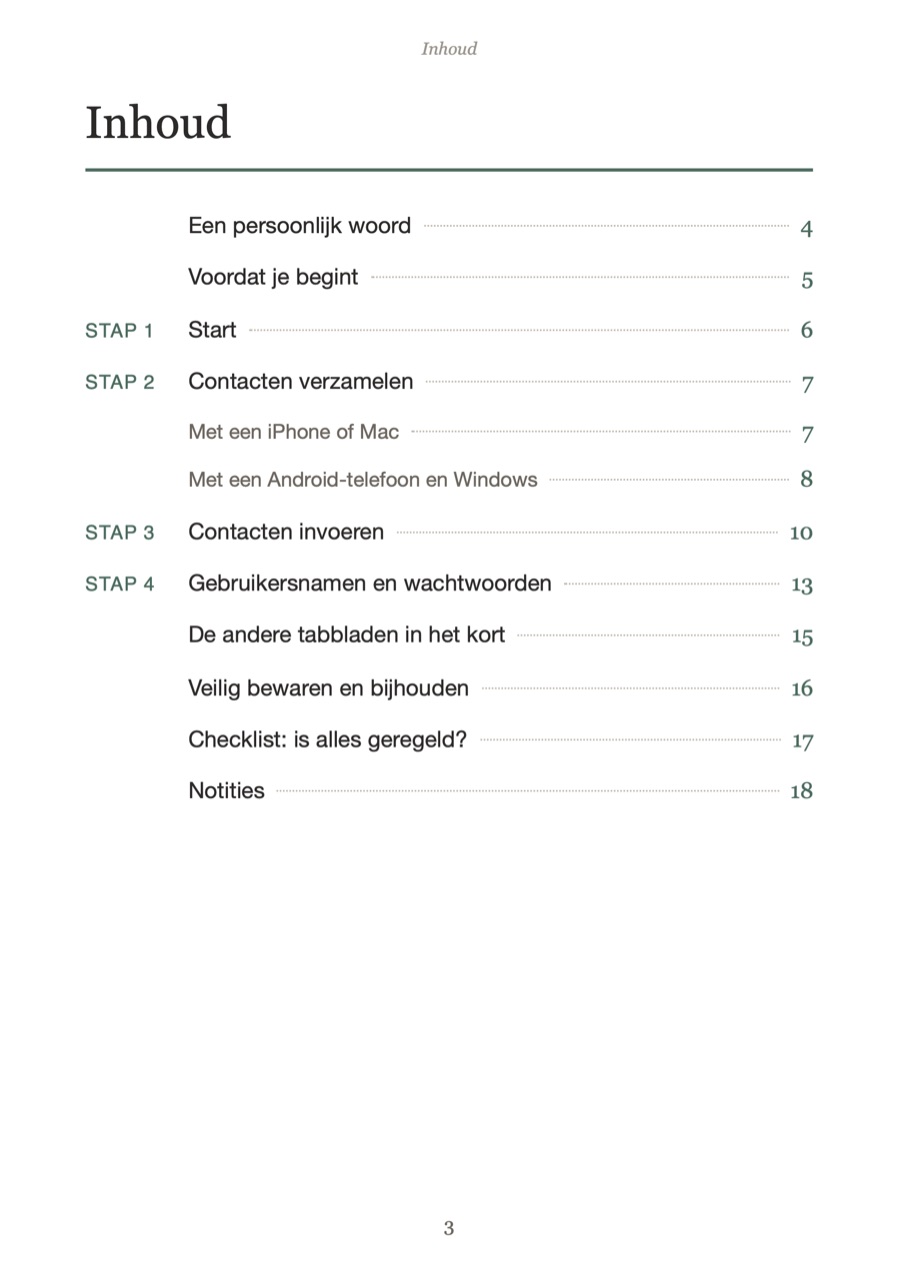 Inhoud
Inhoud
Een persoonlijk woord 4
Voordat je begint 5
STAP 1 Start 6
STAP 2 Contacten verzamelen 7
Met een iPhone of Mac 7
Met een Android-telefoon en Windows 8
STAP 3 Contacten invoeren 10
STAP 4 Gebruikersnamen en wachtwoorden 13
De andere tabbladen in het kort 15
Veilig bewaren en bijhouden 16
Checklist: is alles geregeld? 17
Notities 18
3